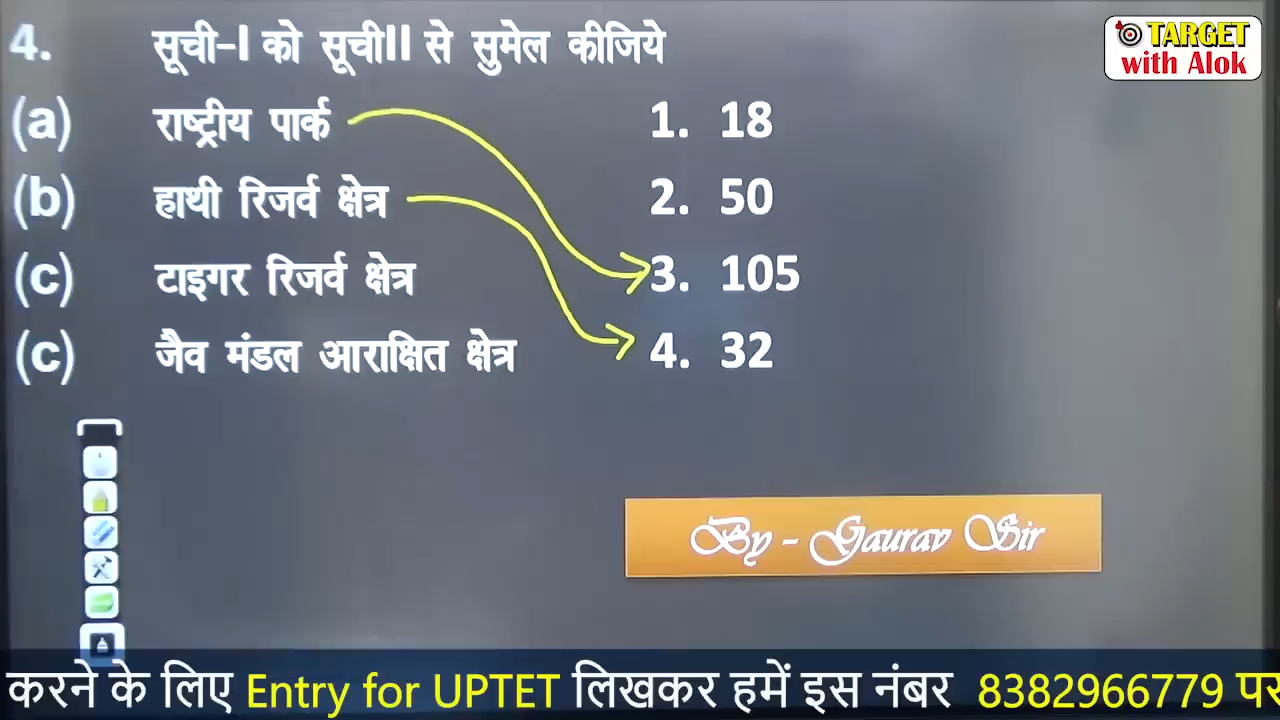 TARGET
with Alok
4. सूची-I को सूचीII से सुमेल कीजिये
(a) राष्ट्रीय पार्क 1. 18
(b) हाथी रिजर्व क्षेत्र 2. 50
(c) टाइगर रिजर्व क्षेत्र 3. 105
(c) जैव मंडल आराक्षित क्षेत्र 4. 32
By - Gaurav Sir
करने के लिए Entry for UPTET लिखकर हमें इस नंबर 8382966779 पर